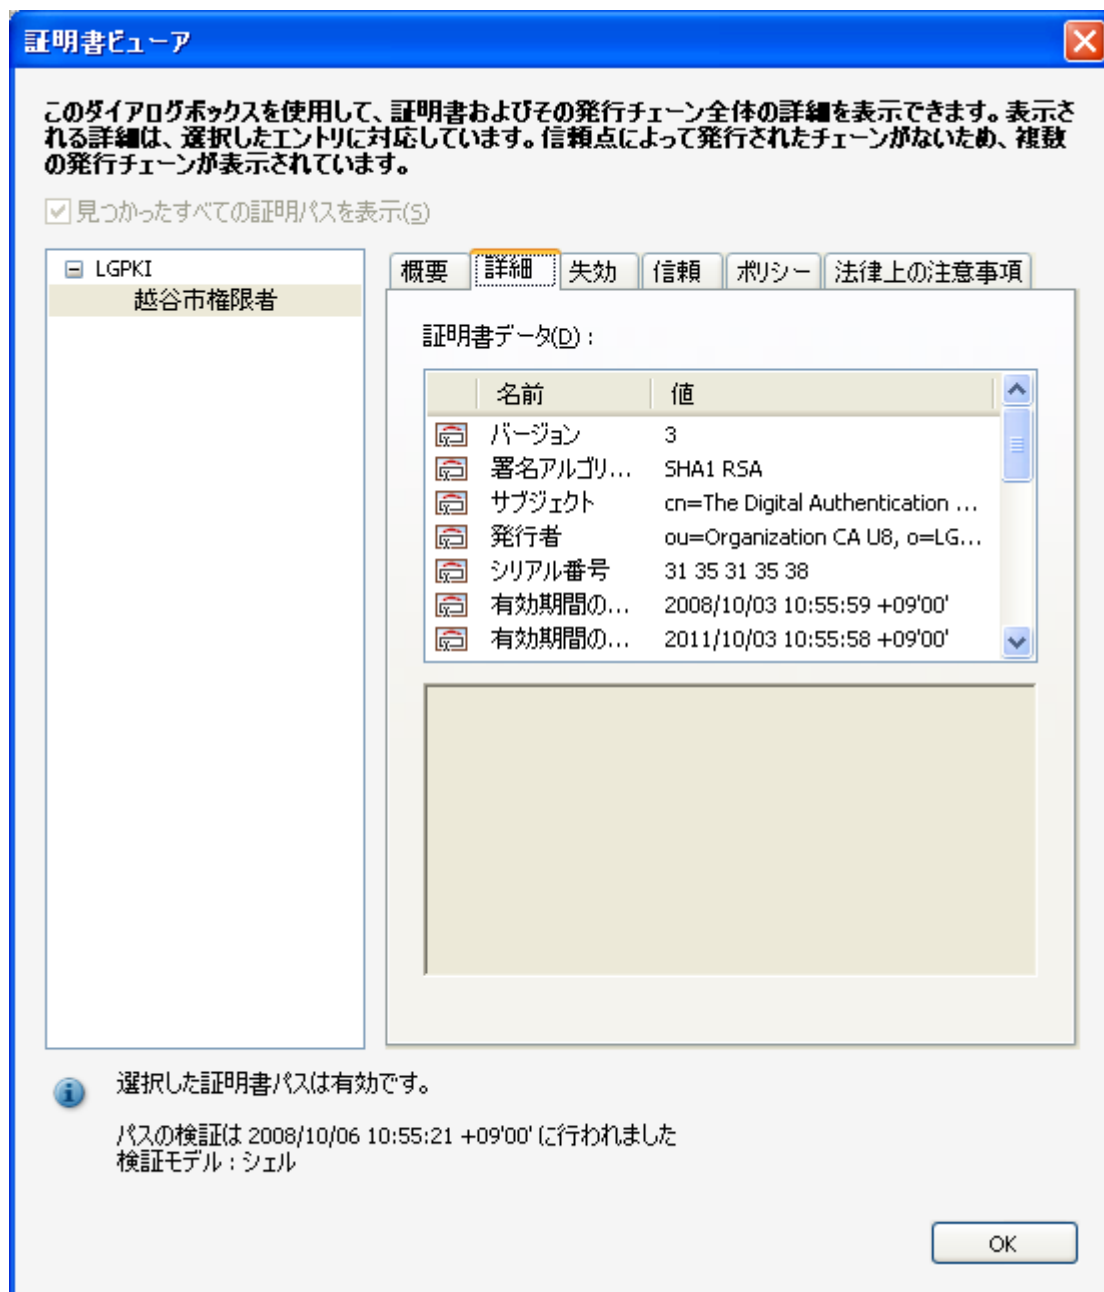 証明書ビューア
このダイアログボックスを使用して、証明書およびその発行チェーン全体の詳細を表示できます。表示さ
れる詳細は、選択したエントリに対応しています。信頼点によって発行されたチェーンがないため、複数
の発行チェーンが表示されています。
見つかったすべての証明パスを表示(S)
LGPKI
越谷市権限者
概要 詳細 失効 信頼 ポリシー 法律上の注意事項
証明書データ(D):
名前 値
バージョン 3
署名アルゴリ... SHA1 RSA
サブジェクト cn=The Digital Authentication ...
発行者 ou=Organization CA U8, o=LG...
シリアル番号 31 35 31 35 38
有効期間の... 2008/10/03 10:55:59 +09'00'
有効期間の... 2011/10/03 10:55:58 +09'00'
選択した証明書パスは有効です。
パスの検証は 2008/10/06 10:55:21 +09'00' に行われました
検証モデル : シェル
OK